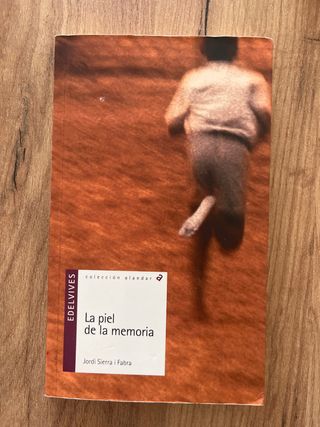 colección alandar a
EDELVIVES
La piel
de la memoria
Jordi Sierra i Fabra